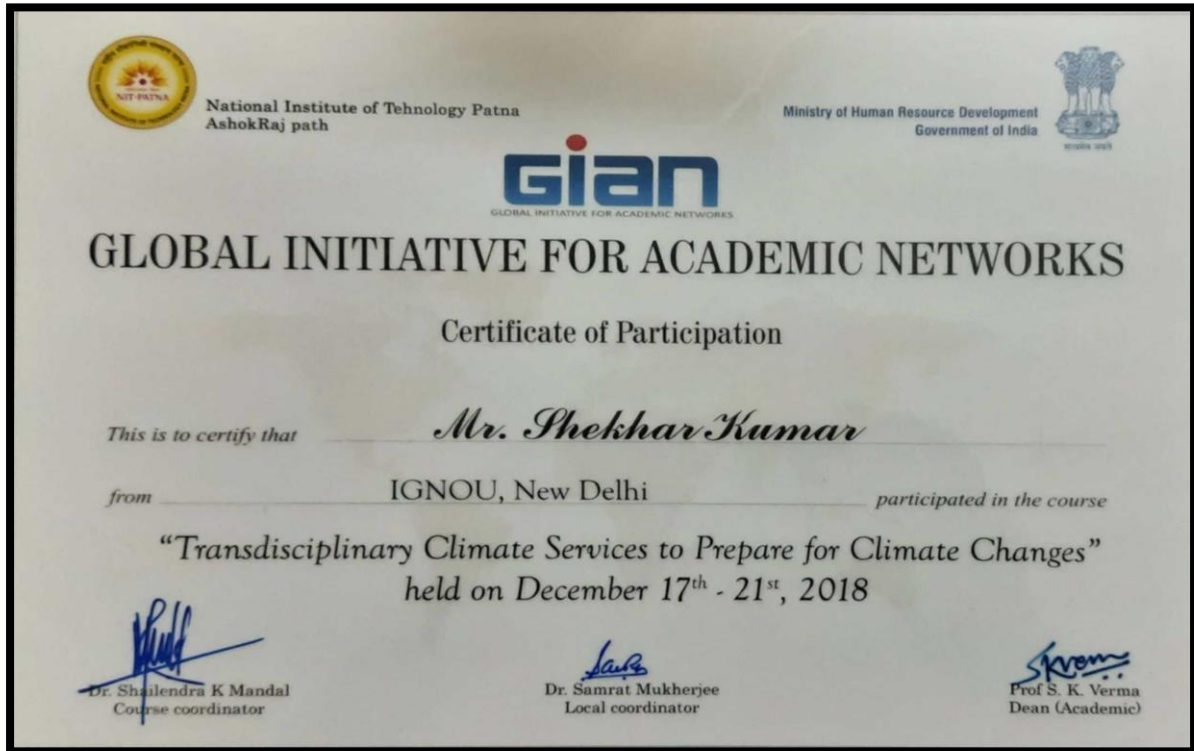 NIT-PATNA
National Institute of Tehnology Patna
AshokRaj path
Ministry of Human Resource Development
Government of India
GIAN
GLOBAL INITIATIVE FOR ACADEMIC NETWORKS
GLOBAL INITIATIVE FOR ACADEMIC NETWORKS
Certificate of Participation
This is to certify that Mr. Shekhar Kumar
from IGNOU, New Delhi participated in the course
“Transdisciplinary Climate Services to Prepare for Climate Changes”
held on December 17th - 21st, 2018
Dr. Shailendra K Mandal
Course coordinator
Dr. Samrat Mukherjee
Local coordinator
Prof S. K. Verma
Dean (Academic)